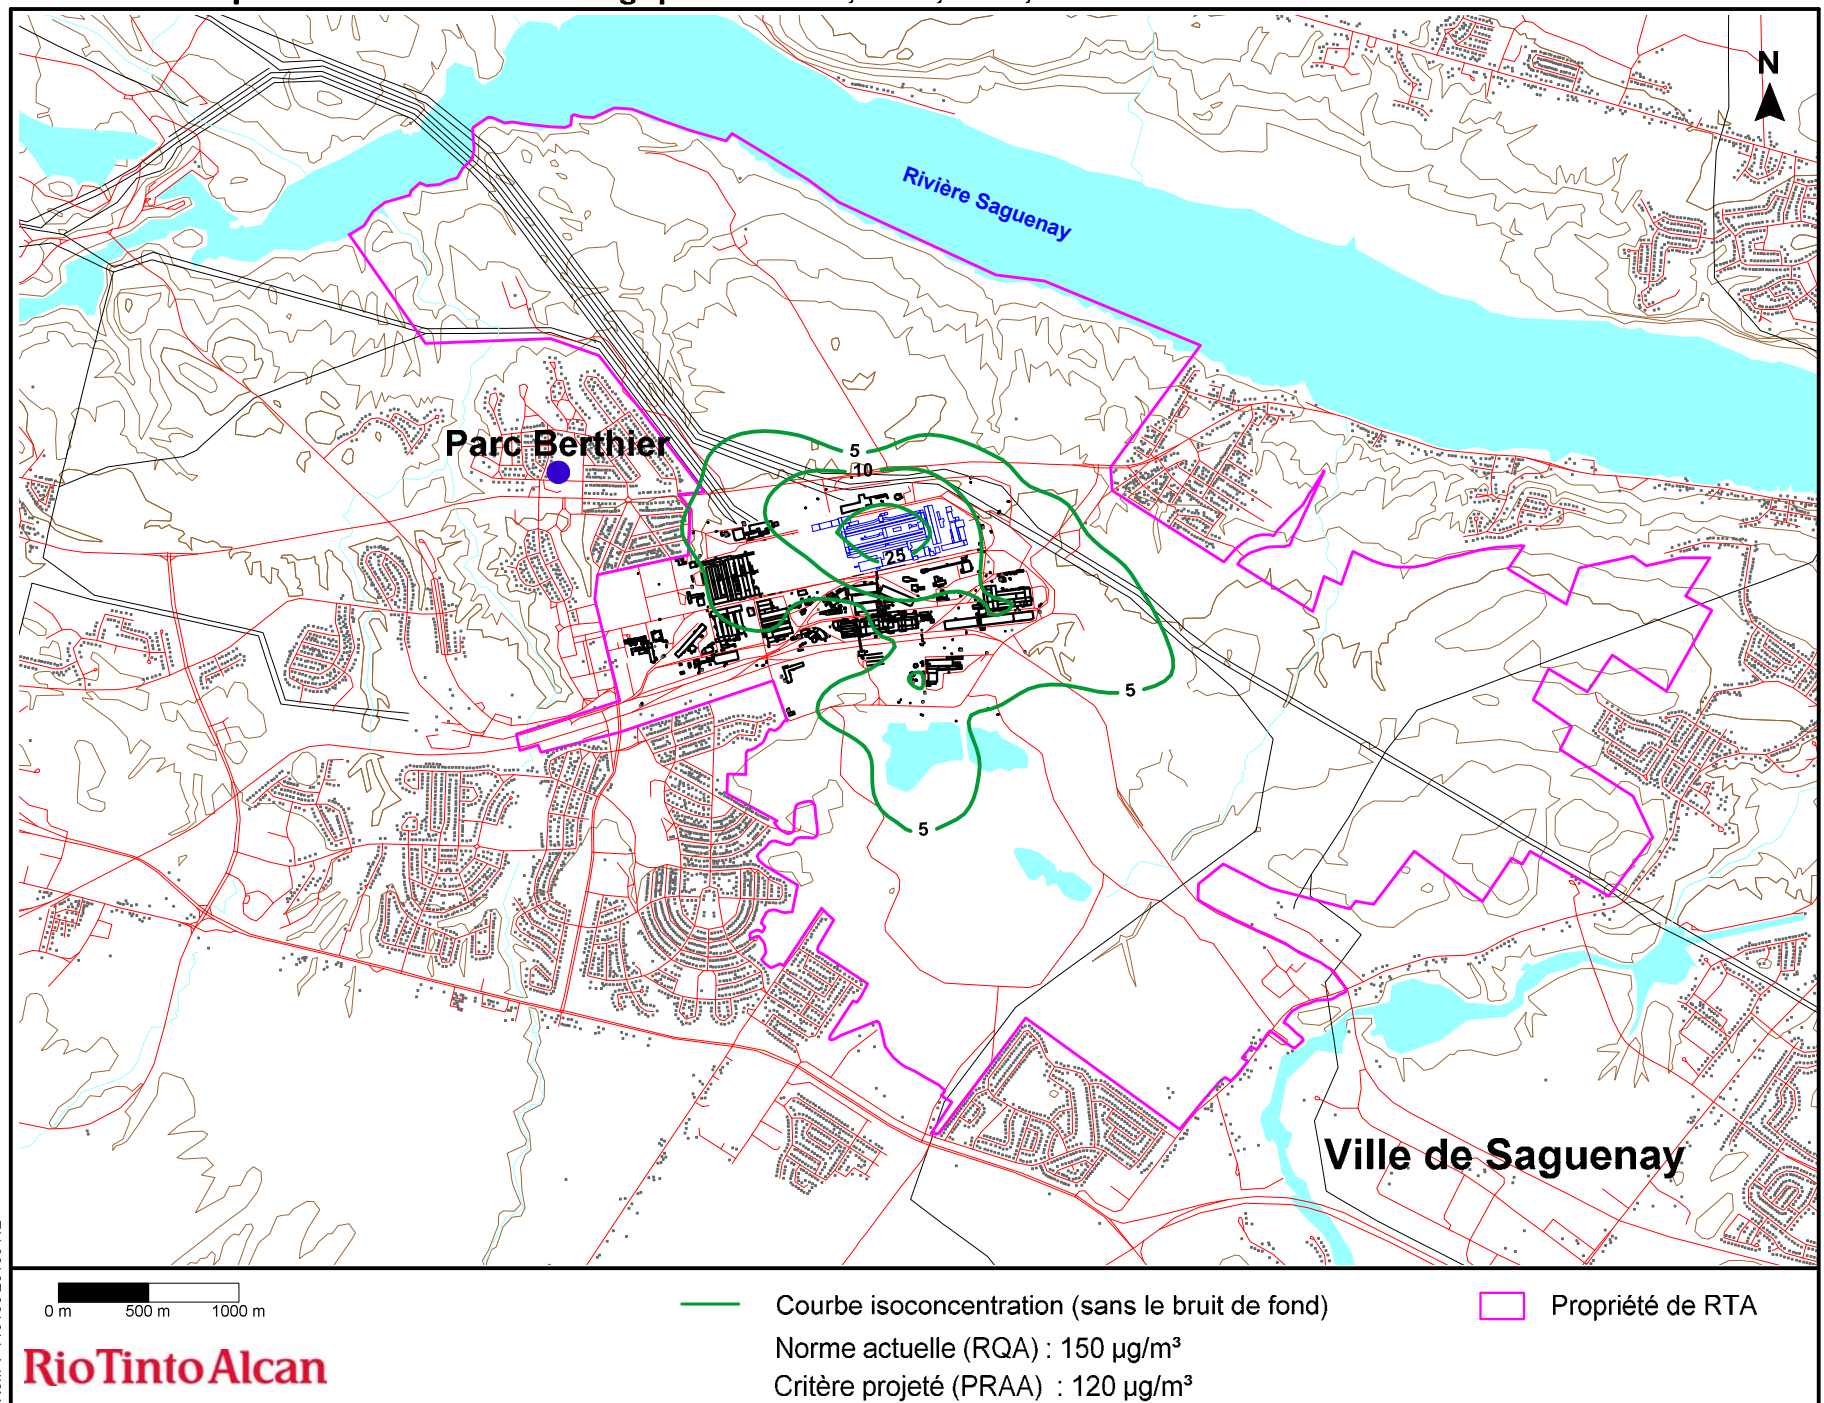 N
Rivière Saguenay
Parc Berthier
5
10
25
5
5
Ville de Saguenay
0 m 500 m 1000 m
RioTintoAlcan
Courbe isoconcentration (sans le bruit de fond)
Norme actuelle (RQA) : 150 µg/m³
Critère projeté (PRAA) : 120 µg/m³
Propriété de RTA